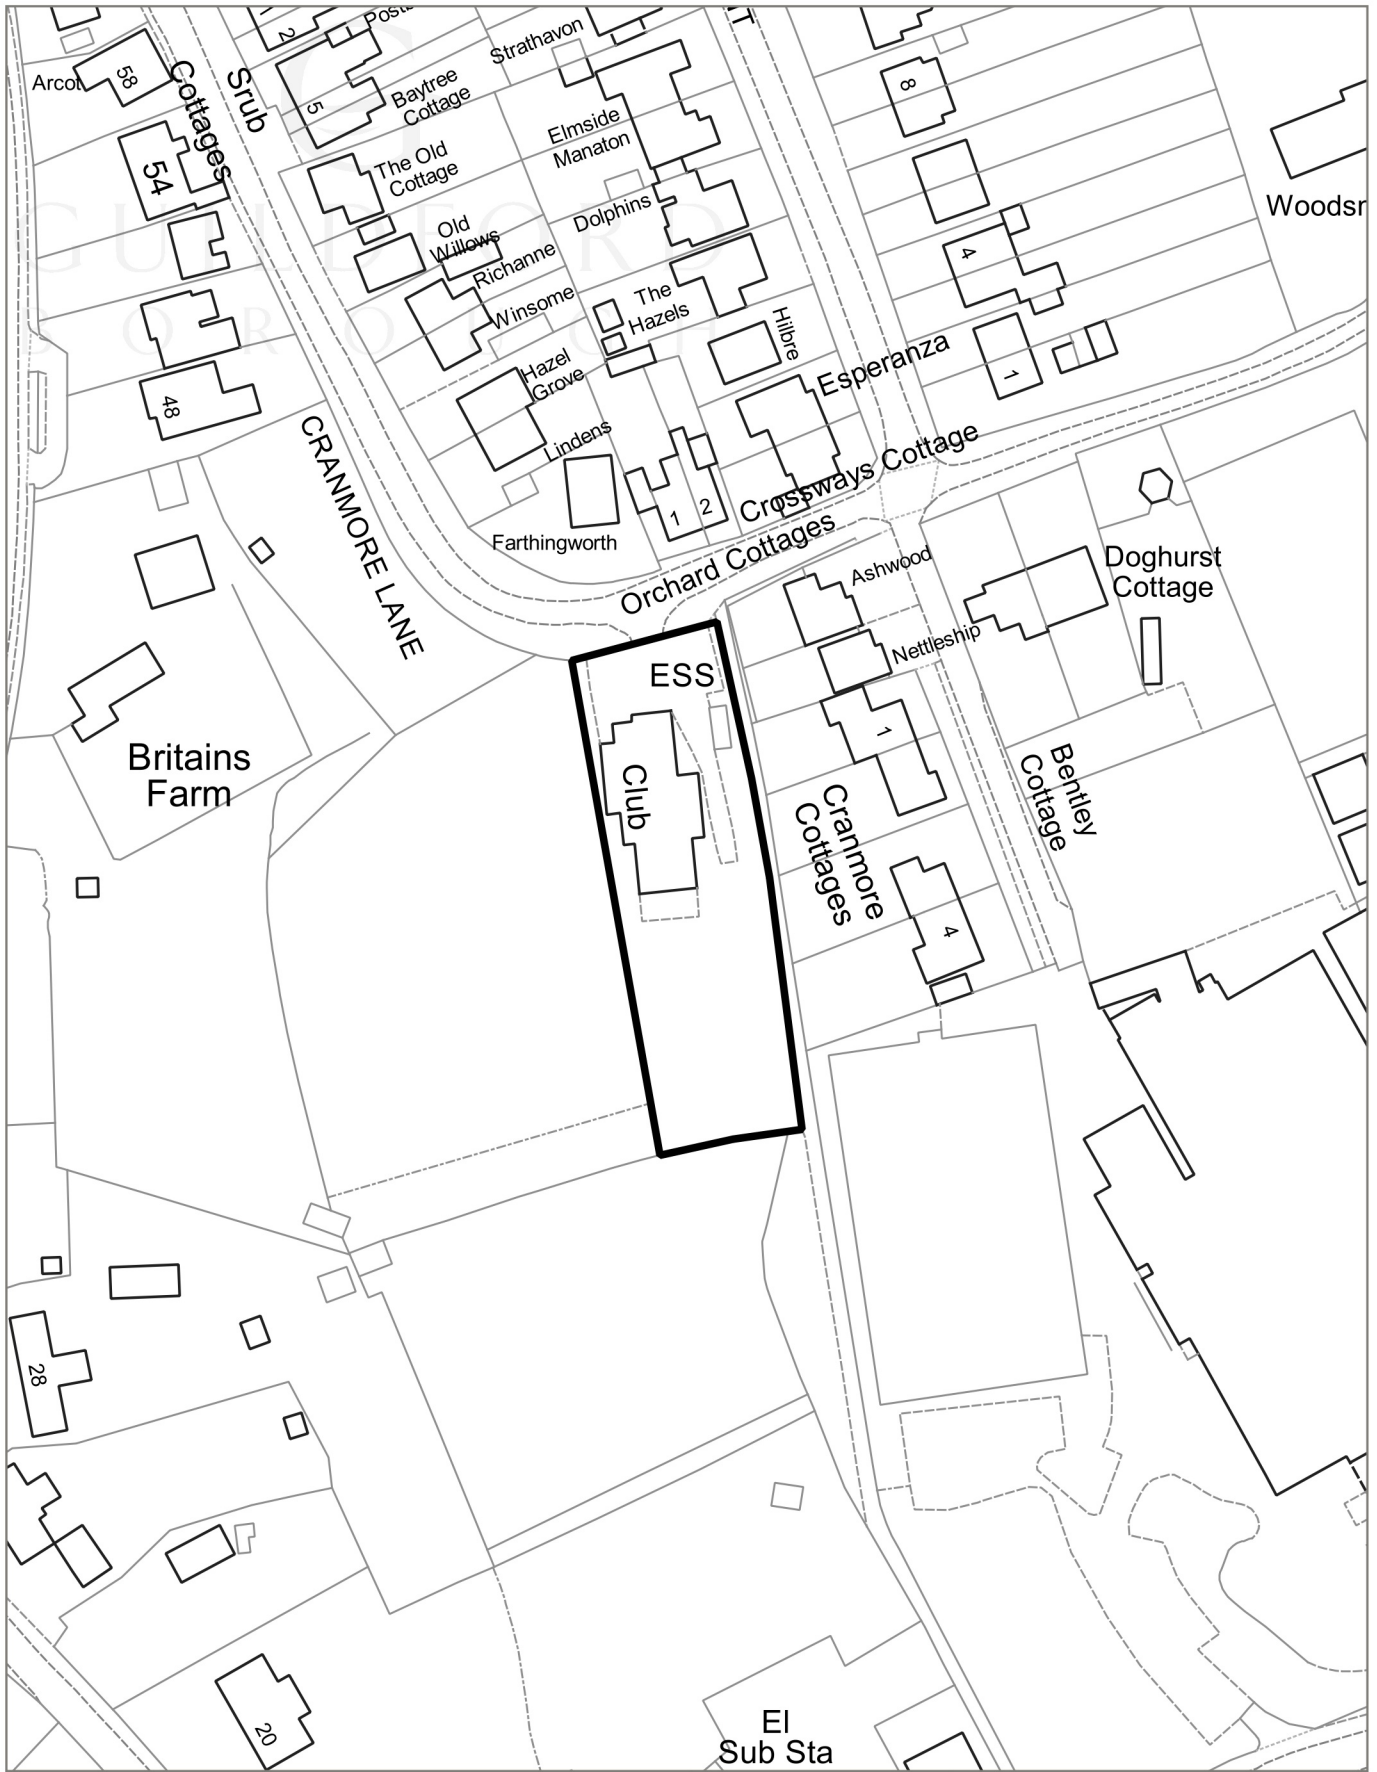 2
Postb
Strathavon
Arcot
58
Cottages
Srub
5
Baytree
Cottage
8
54
The Old
Cottage
Elmside
Manaton
Woodsr
Old
Willows
Dolphins
GUILDFORD
BOROUGH
Richanne
4
Winsome
The
Hazels
Hilbre
Esperanza
1
Hazel
Grove
48
Lindens
CRANMORE LANE
Crossways Cottage
1
2
Farthingworth
Orchard Cottages
Ashwood
Doghurst
Cottage
Nettleship
ESS
Britains
Farm
Club
1
Bentley
Cottage
Cranmore
Cottages
4
28
20
El
Sub Sta